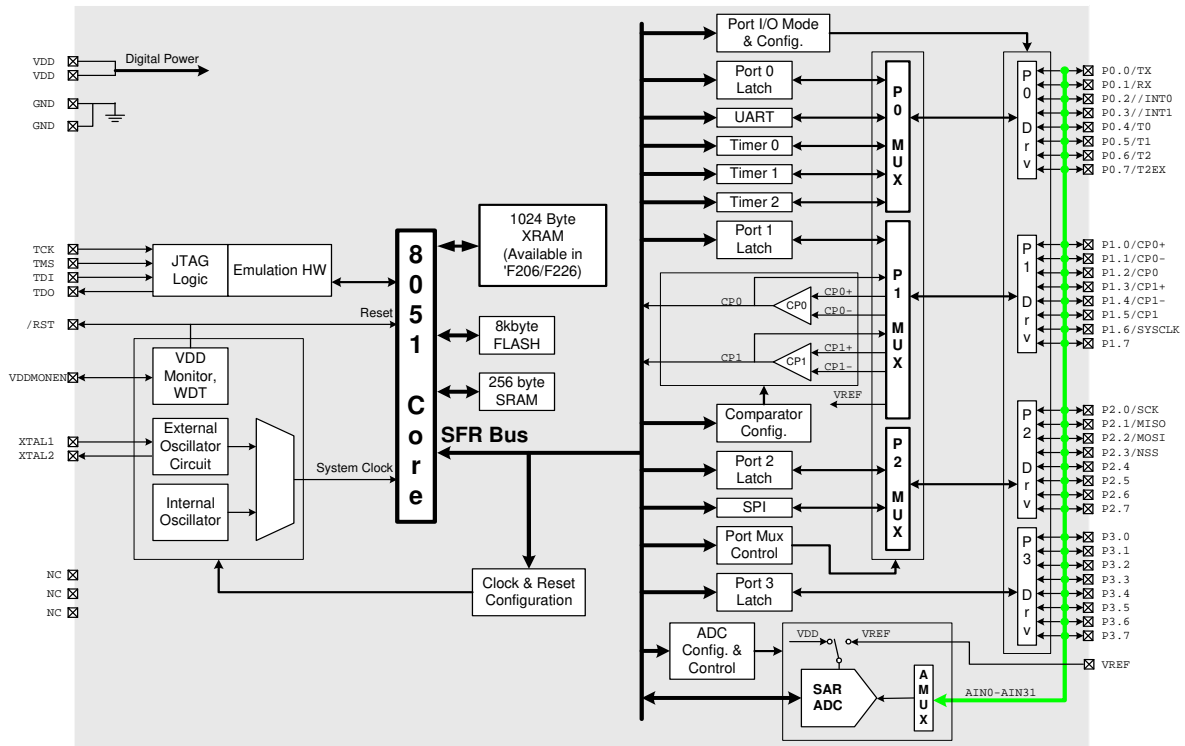 VDD
VDD
Digital Power
GND
GND
TCK
TMS
TDI
TDO
JTAG
Logic
Emulation HW
/RST
Reset
VDD
Monitor,
WDT
VDDMONEN
XTAL1
XTAL2
External
Oscillator
Circuit
Internal
Oscillator
System Clock
NC
NC
NC
8
0
5
1
C
o
r
e
1024 Byte
XRAM
(Available in
'F206/F226)
8kbyte
FLASH
256 byte
SRAM
SFR Bus
Clock & Reset
Configuration
Port I/O Mode
& Config.
Port 0
Latch
UART
Timer 0
Timer 1
Timer 2
Port 1
Latch
CP0
CP0
CP0+
CP0-
CP1
CP1
CP1+
CP1-
VREF
Comparator
Config.
Port 2
Latch
SPI
Port Mux
Control
Port 3
Latch
ADC
Config. &
Control
VDD
VREF
SAR
ADC
A
M
U
X
AIN0-AIN31
P
0
M
U
X
P
1
M
U
X
P
2
M
U
X
P
0
D
r
v
P
1
D
r
v
P
2
D
r
v
P
3
D
r
v
P0.0/TX
P0.1/RX
P0.2//INT0
P0.3//INT1
P0.4/T0
P0.5/T1
P0.6/T2
P0.7/T2EX
P1.0/CP0+
P1.1/CP0-
P1.2/CP0
P1.3/CP1+
P1.4/CP1-
P1.5/CP1
P1.6/SYSCLK
P1.7
P2.0/SCK
P2.1/MISO
P2.2/MOSI
P2.3/NSS
P2.4
P2.5
P2.6
P2.7
P3.0
P3.1
P3.2
P3.3
P3.4
P3.5
P3.6
P3.7
VREF